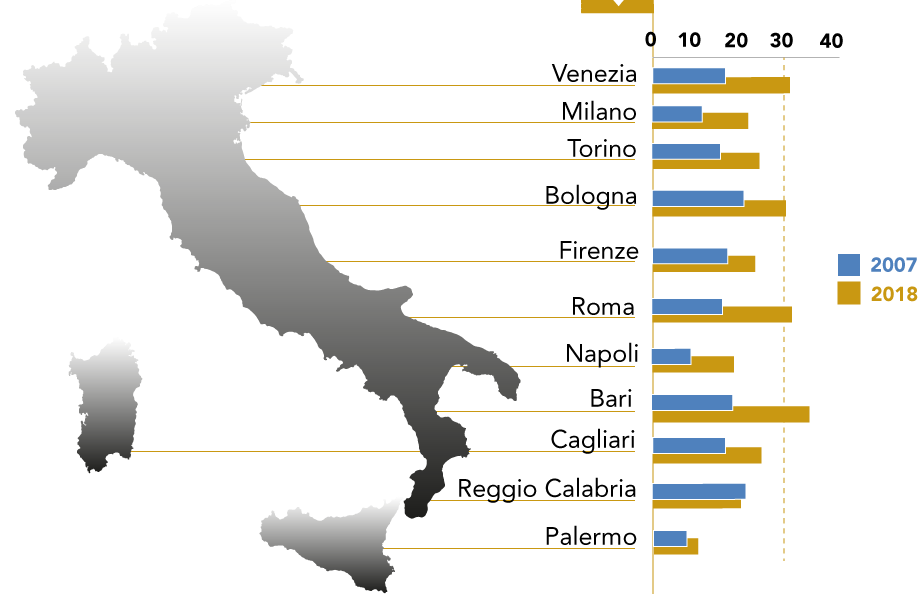 0 10 20 30 40
Venezia
Milano
Torino
Bologna
Firenze
2007
2018
Roma
Napoli
Bari
Cagliari
Reggio Calabria
Palermo